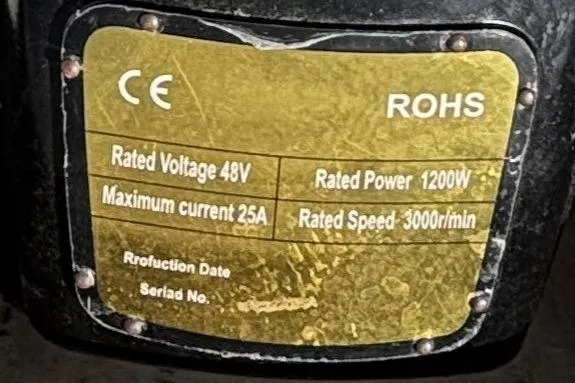 CE ROHS
Rated Voltage 48V Rated Power 1200W
Maximum current 25A Rated Speed 3000r/min
Rrofuction Date
Seriad No.